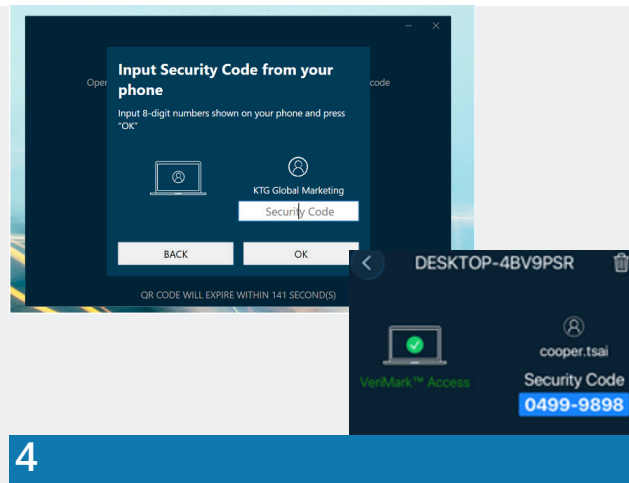 Input Security Code from your
phone
Input 8-digit numbers shown on your phone and press
"OK"
KTG Global Marketing
Security Code
BACK
OK
QR CODE WILL EXPIRE WITHIN 141 SECOND(S)
DESKTOP-4BV9PSR
cooper.tsai
VeriMark™ Access
Security Code
0499-9898
4